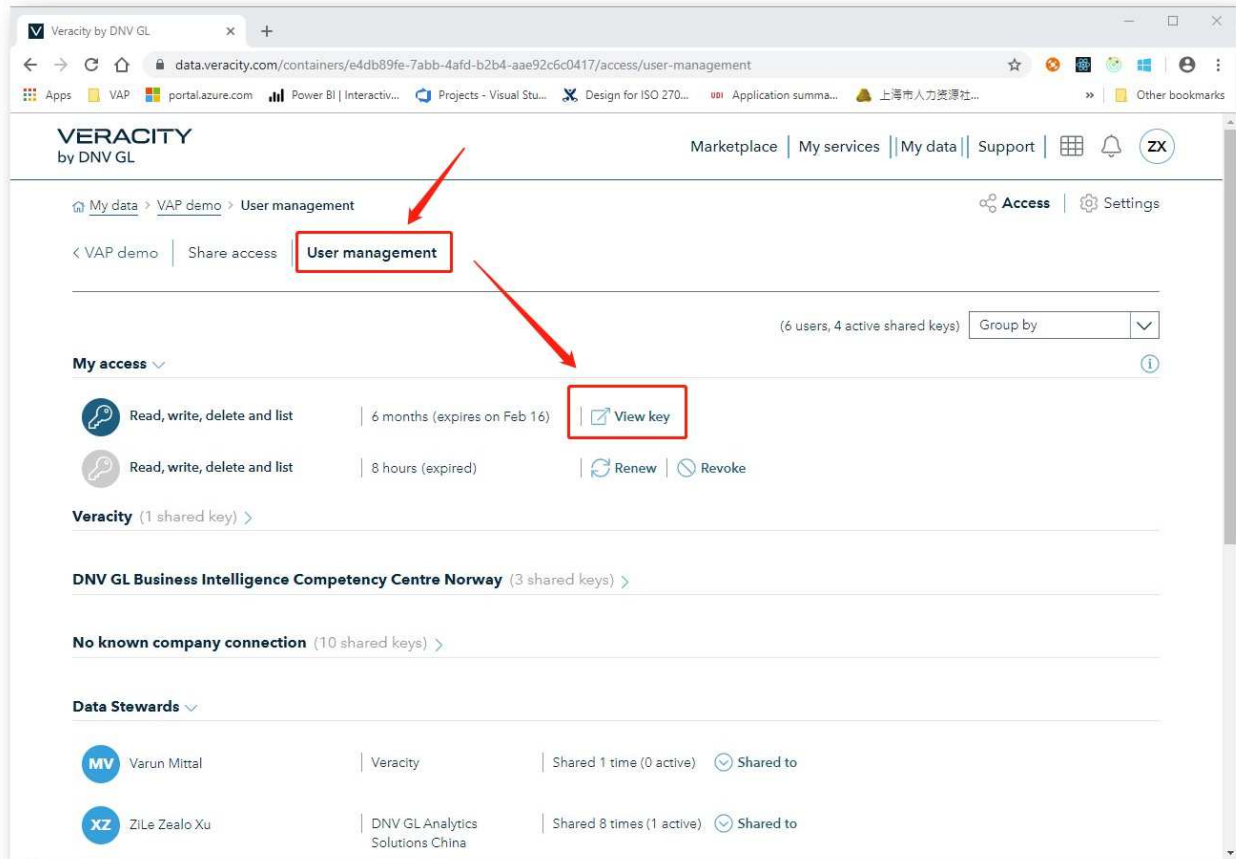 Veracity by DNV GL
data.veracity.com/containers/e4db89fe-7abb-4afd-b2b4-aae92c6c0417/access/user-management
Apps VAP portal.azure.com Power BI | Interactiv... Projects - Visual Stu... Design for ISO 270... UDI Application summa... 上海市人力资源社... » Other bookmarks
VERACITY
by DNV GL
Marketplace My services My data Support ZX
My data > VAP demo > User management
Access Settings
< VAP demo Share access User management
(6 users, 4 active shared keys) Group by
My access
Read, write, delete and list 6 months (expires on Feb 16) View key
Read, write, delete and list 8 hours (expired) Renew Revoke
Veracity (1 shared key) >
DNV GL Business Intelligence Competency Centre Norway (3 shared keys) >
No known company connection (10 shared keys) >
Data Stewards
MV Varun Mittal Veracity Shared 1 time (0 active) Shared to
XZ ZiLe Zealo Xu DNV GL Analytics Shared 8 times (1 active) Shared to
Solutions China